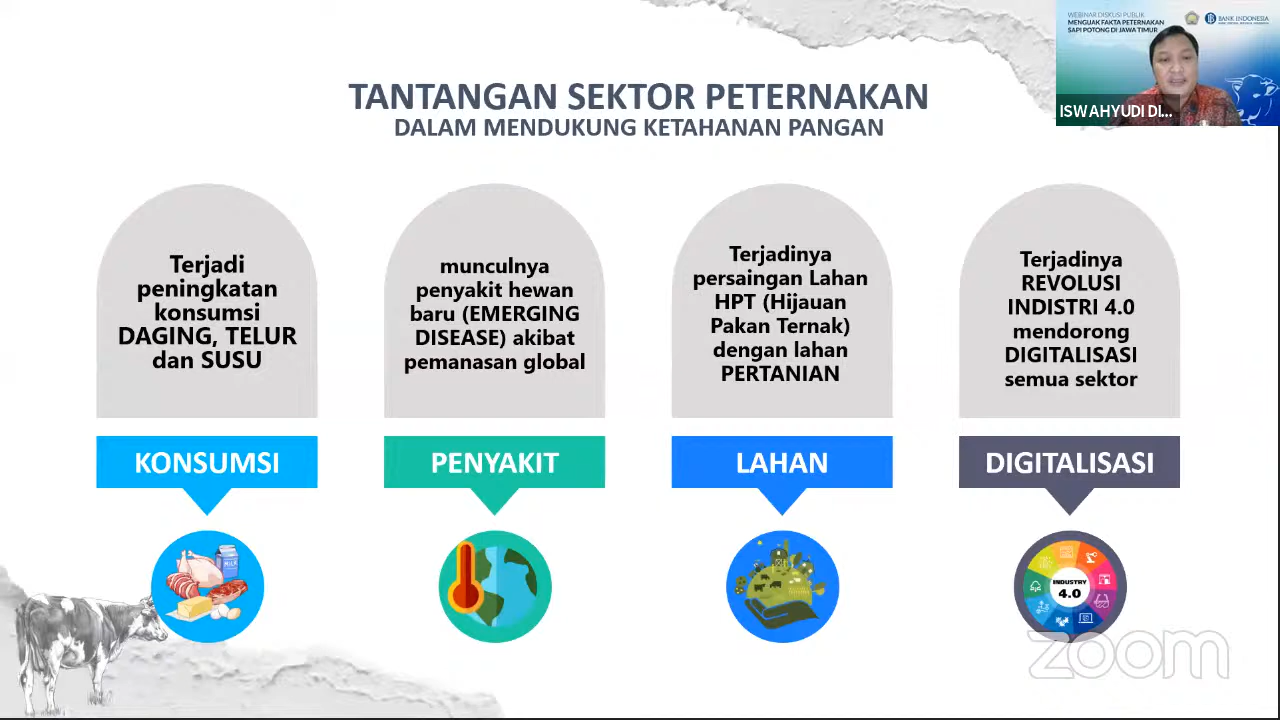 TANTANGAN SEKTOR PETERNAKAN
DALAM MENDUKUNG KETAHANAN PANGAN
WEBINAR DISKUSI PUBLIK
MENGUAK FAKTA PETERNAKAN
SAPI POTONG DI JAWA TIMUR
BANK INDONESIA
ISWAHYUDI DI...
Terjadi
peningkatan
konsumsi
DAGING, TELUR
dan SUSU
KONSUMSI
MILK
munculnya
penyakit hewan
baru (EMERGING
DISEASE) akibat
pemanasan global
PENYAKIT
Terjadinya
persaingan Lahan
HPT (Hijauan
Pakan Ternak)
dengan lahan
PERTANIAN
LAHAN
Terjadinya
REVOLUSI
INDISTRI 4.0
mendorong
DIGITALISASI
semua sektor
DIGITALISASI
INDUSTRY
4.0
zoom